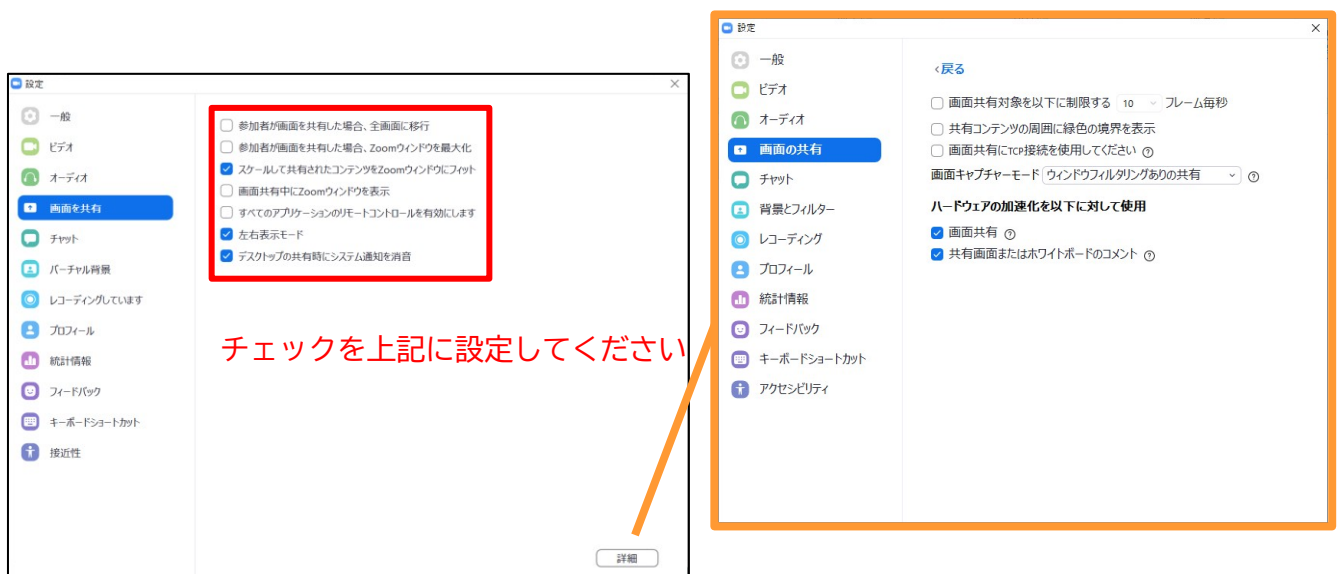 設定
一般
ビデオ
オーディオ
画面を共有
チャット
バーチャル背景
レコーディングしています
プロフィール
統計情報
フィードバック
キーボードショートカット
接近性
参加者が画面を共有した場合、全画面に移行
参加者が画面を共有した場合、Zoomウィンドウを最大化
スケールして共有されたコンテンツをZoomウィンドウにフィット
画面共有中にZoomウィンドウを表示
すべてのアプリケーションのリモートコントロールを有効にします
左右表示モード
デスクトップの共有時にシステム通知を消音
チェックを上記に設定してください
詳細
設定
一般
ビデオ
オーディオ
画面の共有
チャット
背景とフィルター
レコーディング
プロフィール
統計情報
フィードバック
キーボードショートカット
アクセシビリティ
‹戻る
画面共有対象を以下に制限する 10 フレーム毎秒
共有コンテンツの周囲に緑色の境界を表示
画面共有にTCP接続を使用してください
画面キャプチャーモード ウィンドウフィルタリングありの共有
ハードウェアの加速化を以下に対して使用
画面共有
共有画面またはホワイトボードのコメント